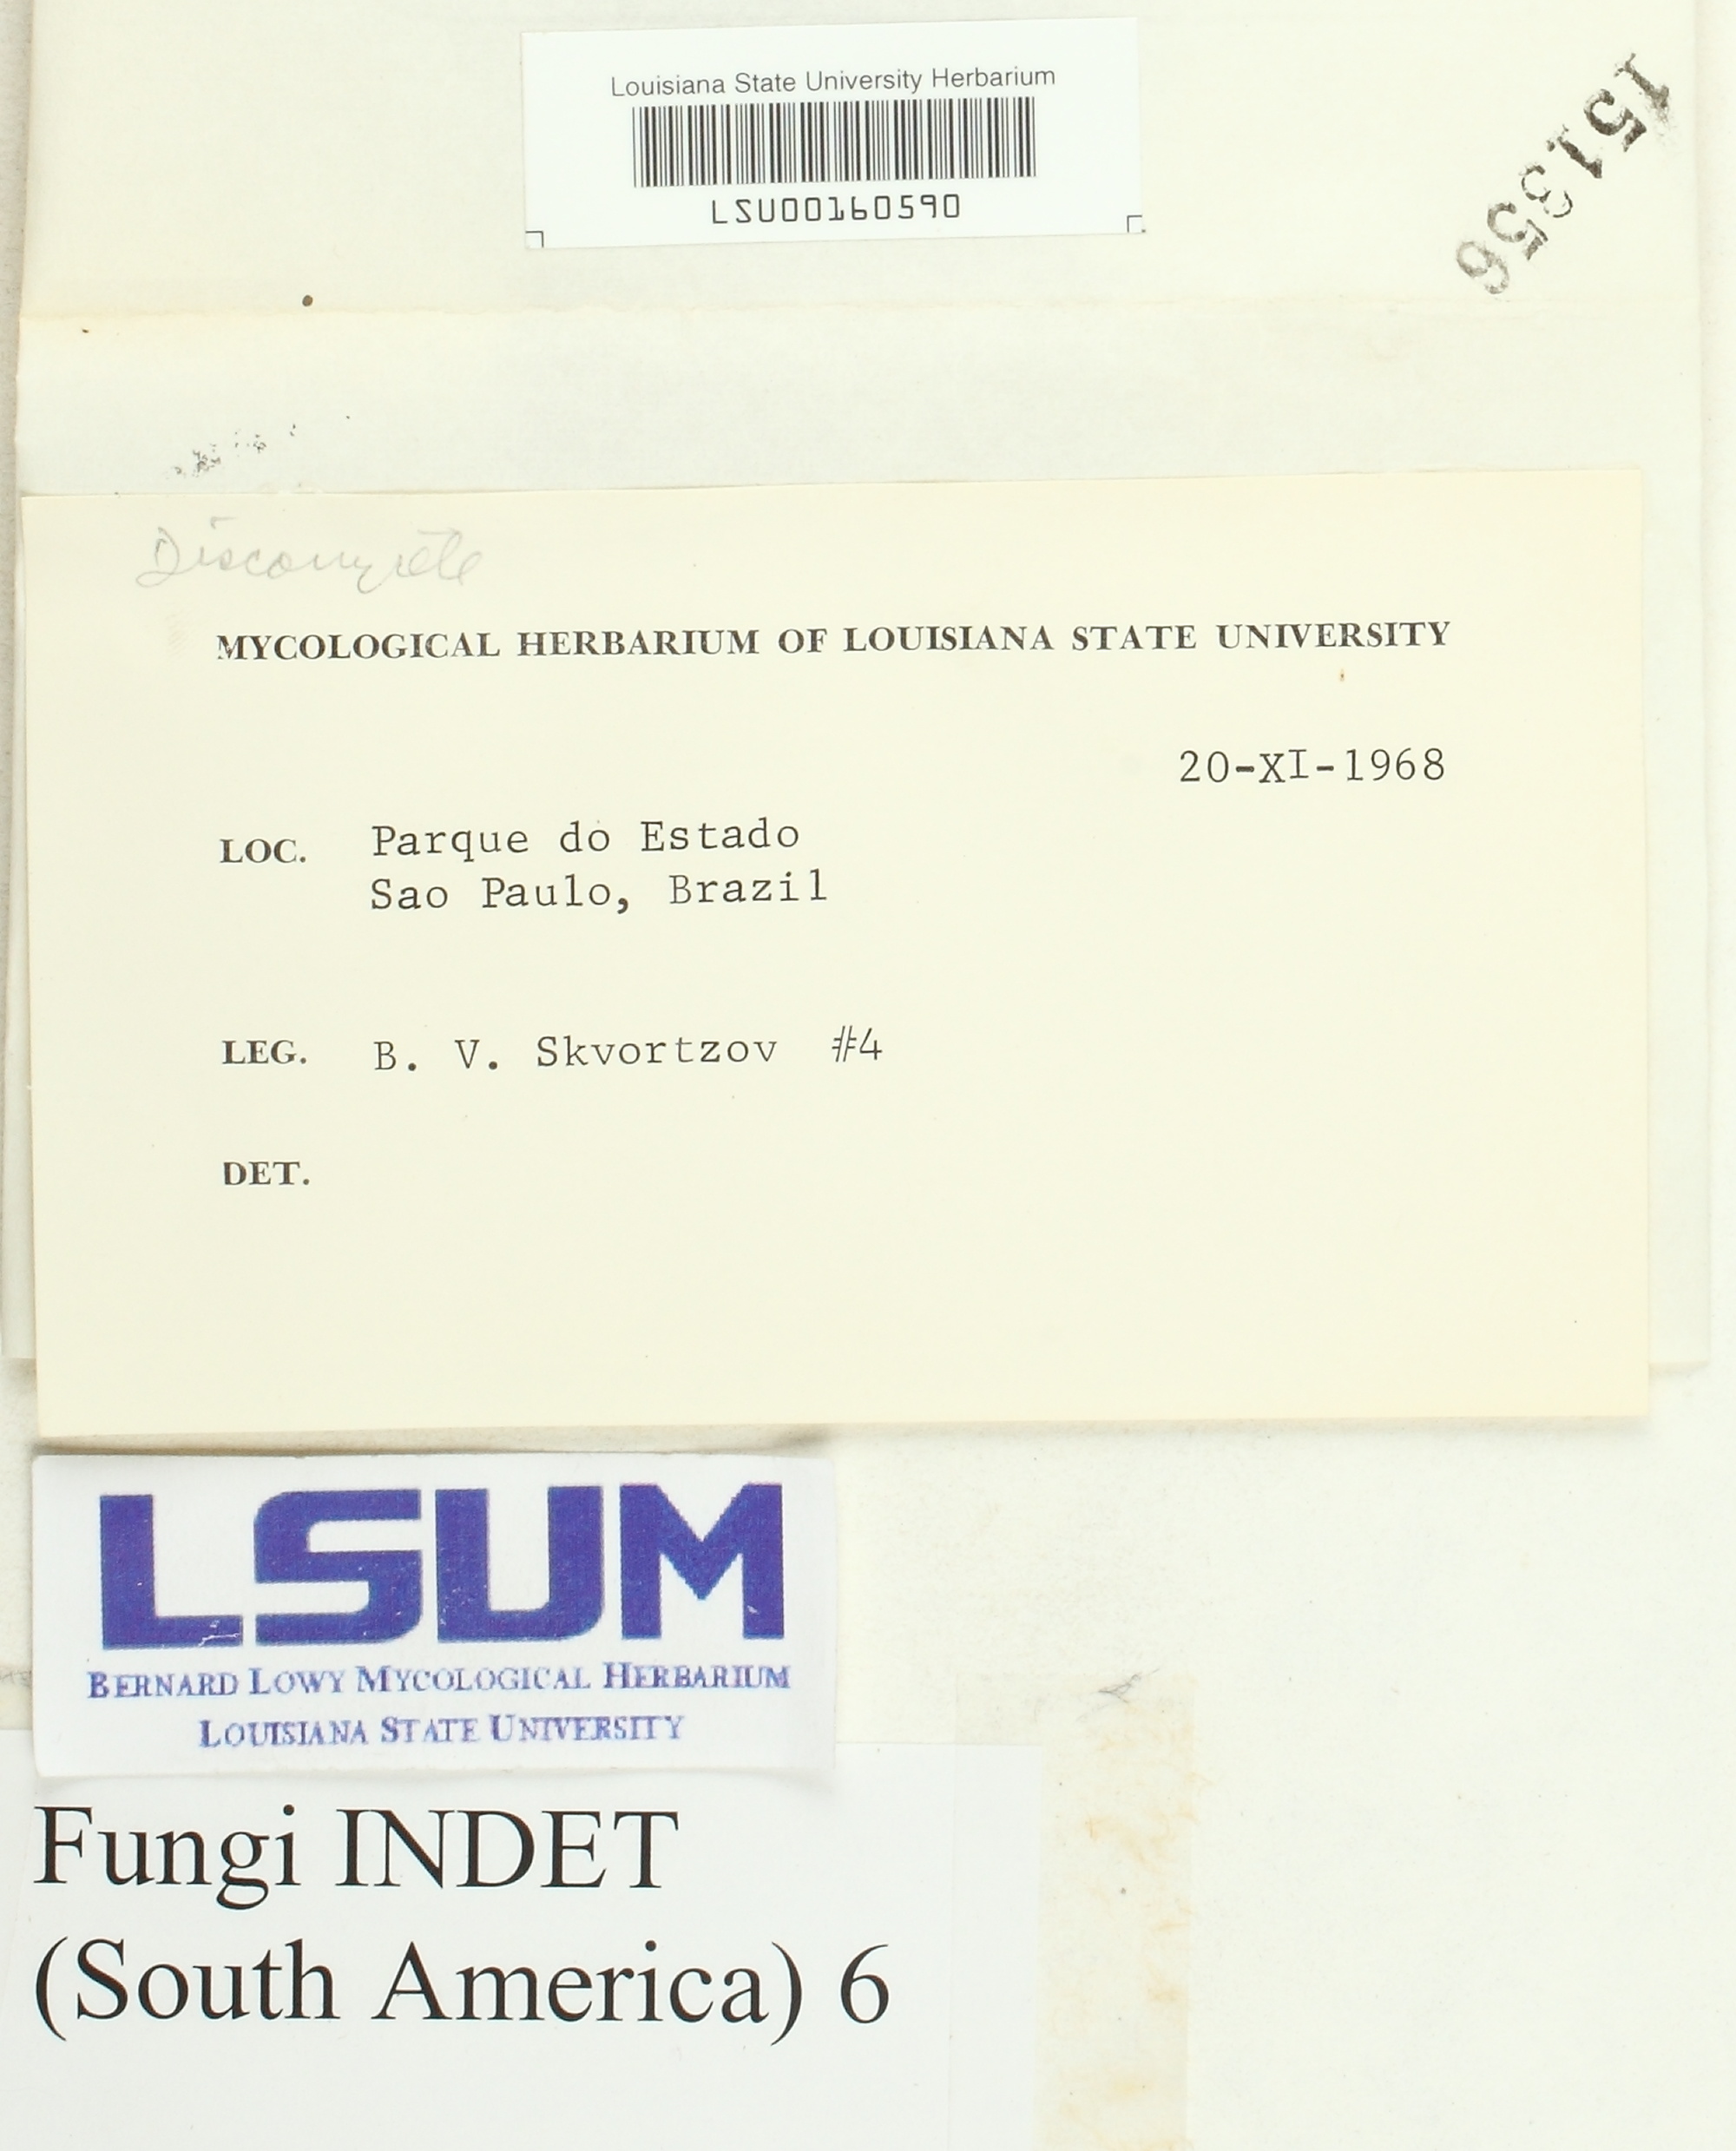 Louisiana State University Herbarium
LSU00160590
151356
Discomycete
MYCOLOGICAL HERBARIUM OF LOUISIANA STATE UNIVERSITY
20-XI-1968
LOC. Parque do Estado
Sao Paulo, Brazil
LEG. B. V. Skvortzov #4
DET.
LSUM
BERNARD LOWY MYCOLOGICAL HERBARIUM
LOUISIANA STATE UNIVERSITY
Fungi INDET
(South America) 6